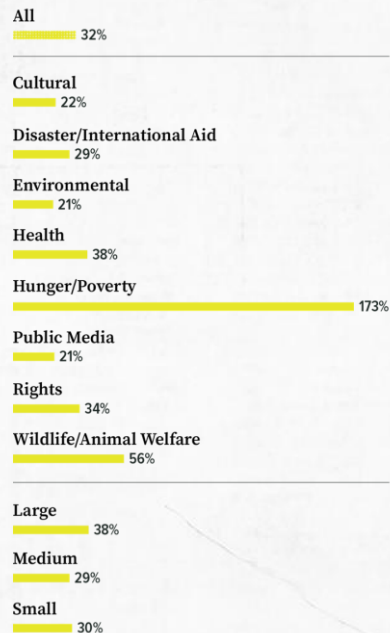 All
32%
Cultural
22%
Disaster/International Aid
29%
Environmental
21%
Health
38%
Hunger/Poverty
173%
Public Media
21%
Rights
34%
Wildlife/Animal Welfare
56%
Large
38%
Medium
29%
Small
30%